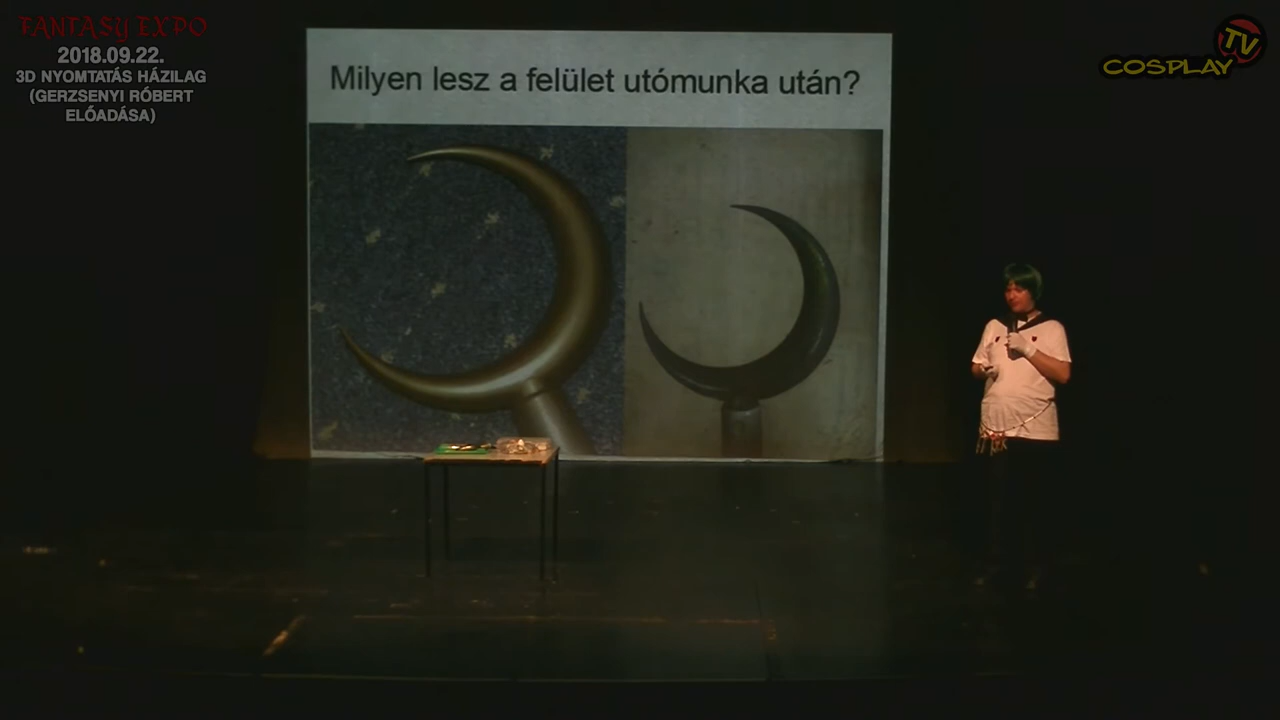 FANTASY EXPO
2018.09.22.
3D NYOMTATÁS HÁZILAG
(GERZSENYI RÓBERT
ELŐADÁSA)
TV
COSPLAY
Milyen lesz a felület utómunka után?